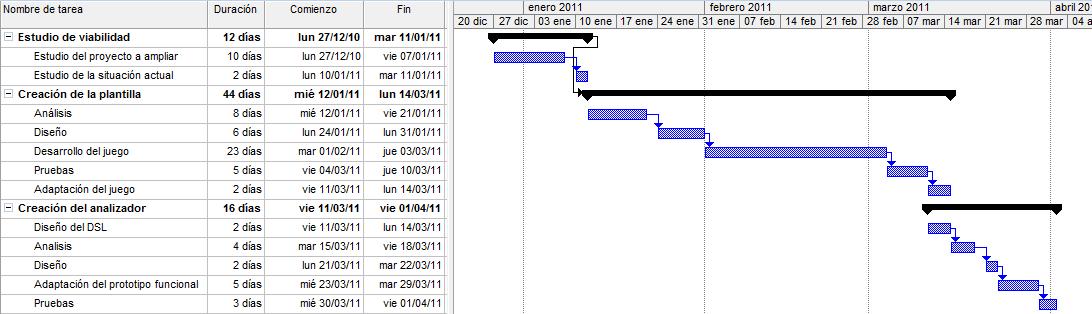 Nombre de tarea Duración Comienzo Fin
enero 2011 febrero 2011 marzo 2011 abril 20
20 dic 27 dic 03 ene 10 ene 17 ene 24 ene 31 ene 07 feb 14 feb 21 feb 28 feb 07 mar 14 mar 21 mar 28 mar 04 a
Estudio de viabilidad 12 días lun 27/12/10 mar 11/01/11
Estudio del proyecto a ampliar 10 días lun 27/12/10 vie 07/01/11
Estudio de la situación actual 2 días lun 10/01/11 mar 11/01/11
Creación de la plantilla 44 días mié 12/01/11 lun 14/03/11
Análisis 8 días mié 12/01/11 vie 21/01/11
Diseño 6 días lun 24/01/11 lun 31/01/11
Desarrollo del juego 23 días mar 01/02/11 jue 03/03/11
Pruebas 5 días vie 04/03/11 jue 10/03/11
Adaptación del juego 2 días vie 11/03/11 lun 14/03/11
Creación del analizador 16 días vie 11/03/11 vie 01/04/11
Diseño del DSL 2 días vie 11/03/11 lun 14/03/11
Analisis 4 días mar 15/03/11 vie 18/03/11
Diseño 2 días lun 21/03/11 mar 22/03/11
Adaptación del prototipo funcional 5 días mié 23/03/11 mar 29/03/11
Pruebas 3 días mié 30/03/11 vie 01/04/11